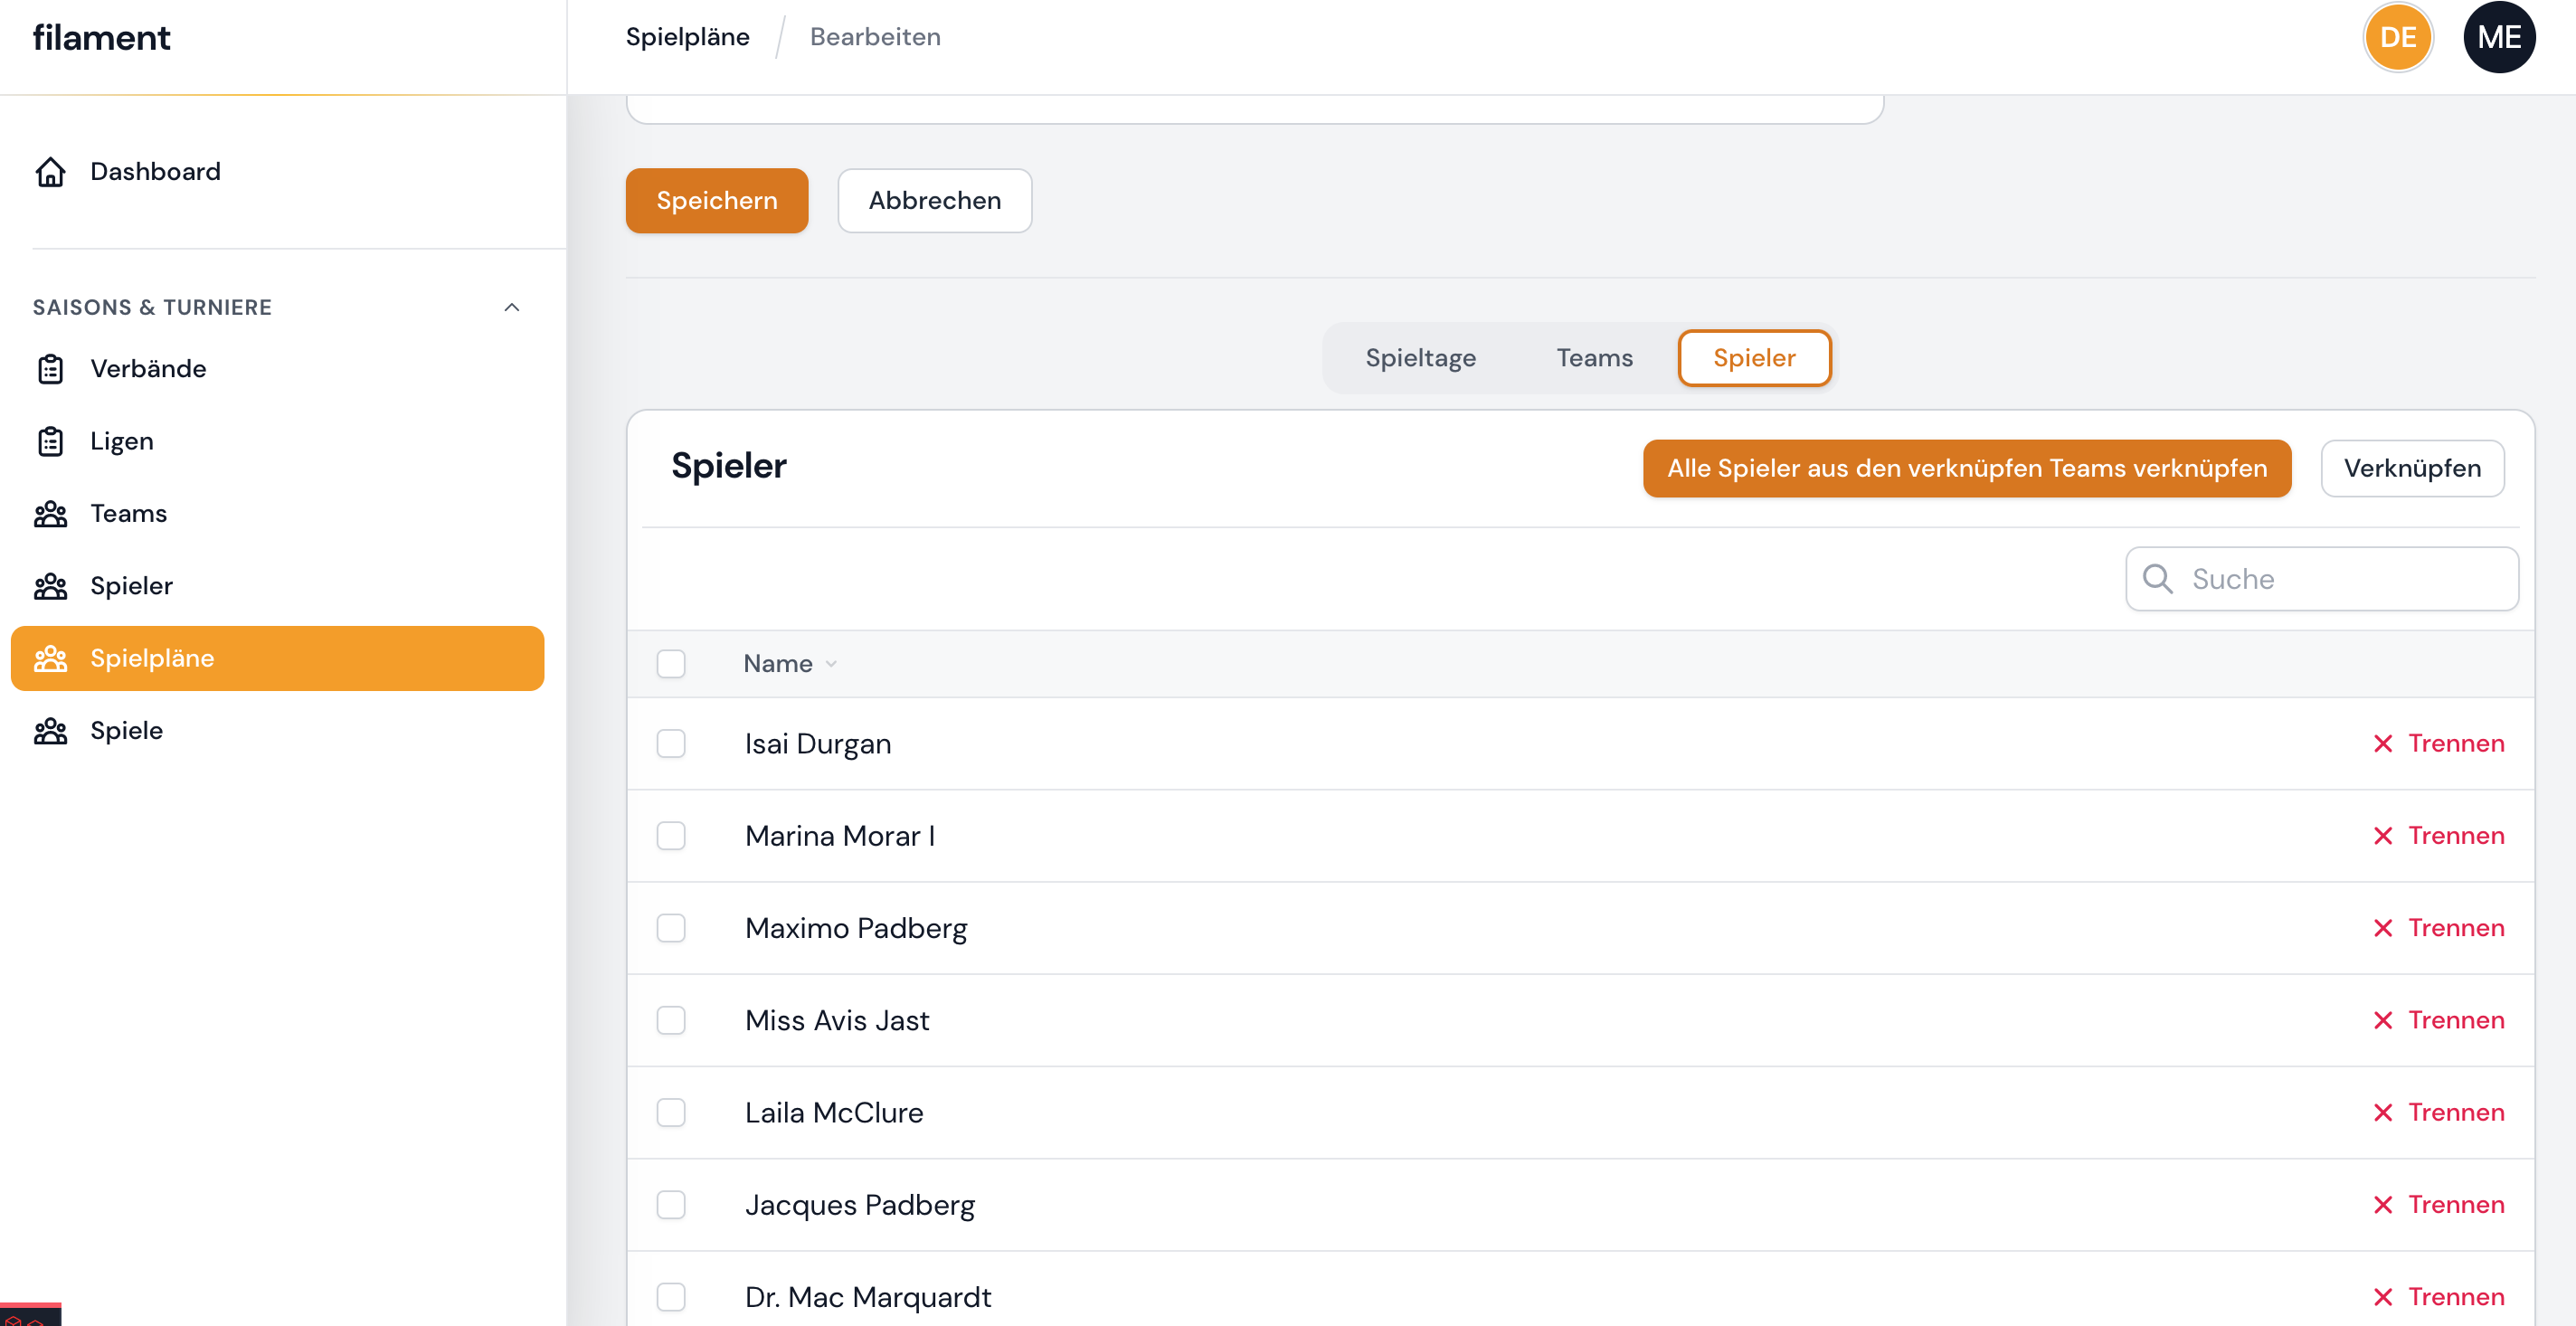 filament
Spielpläne / Bearbeiten
DE
ME
Dashboard
SAISONS & TURNIERE
Verbände
Ligen
Teams
Spieler
Spielpläne
Spiele
Speichern
Abbrechen
Spieltage
Teams
Spieler
Spieler
Alle Spieler aus den verknüpfen Teams verknüpfen
Verknüpfen
Suche
Name
Isai Durgan
Trennen
Marina Morar I
Trennen
Maximo Padberg
Trennen
Miss Avis Jast
Trennen
Laila McClure
Trennen
Jacques Padberg
Trennen
Dr. Mac Marquardt
Trennen